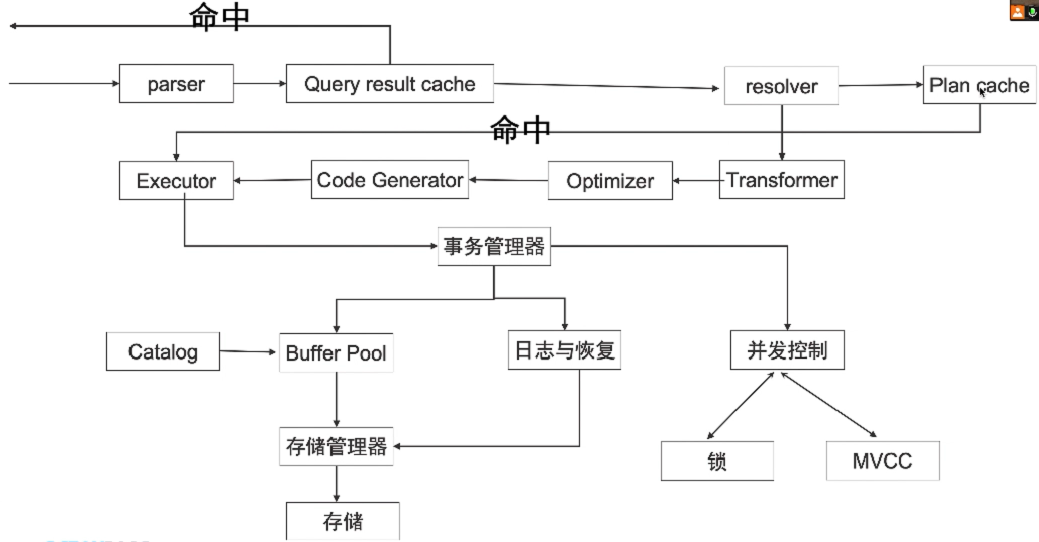 命中
parser
Query result cache
resolver
Plan cache
命中
Executor
Code Generator
Optimizer
Transformer
事务管理器
Catalog
Buffer Pool
日志与恢复
并发控制
存储管理器
锁
MVCC
存储